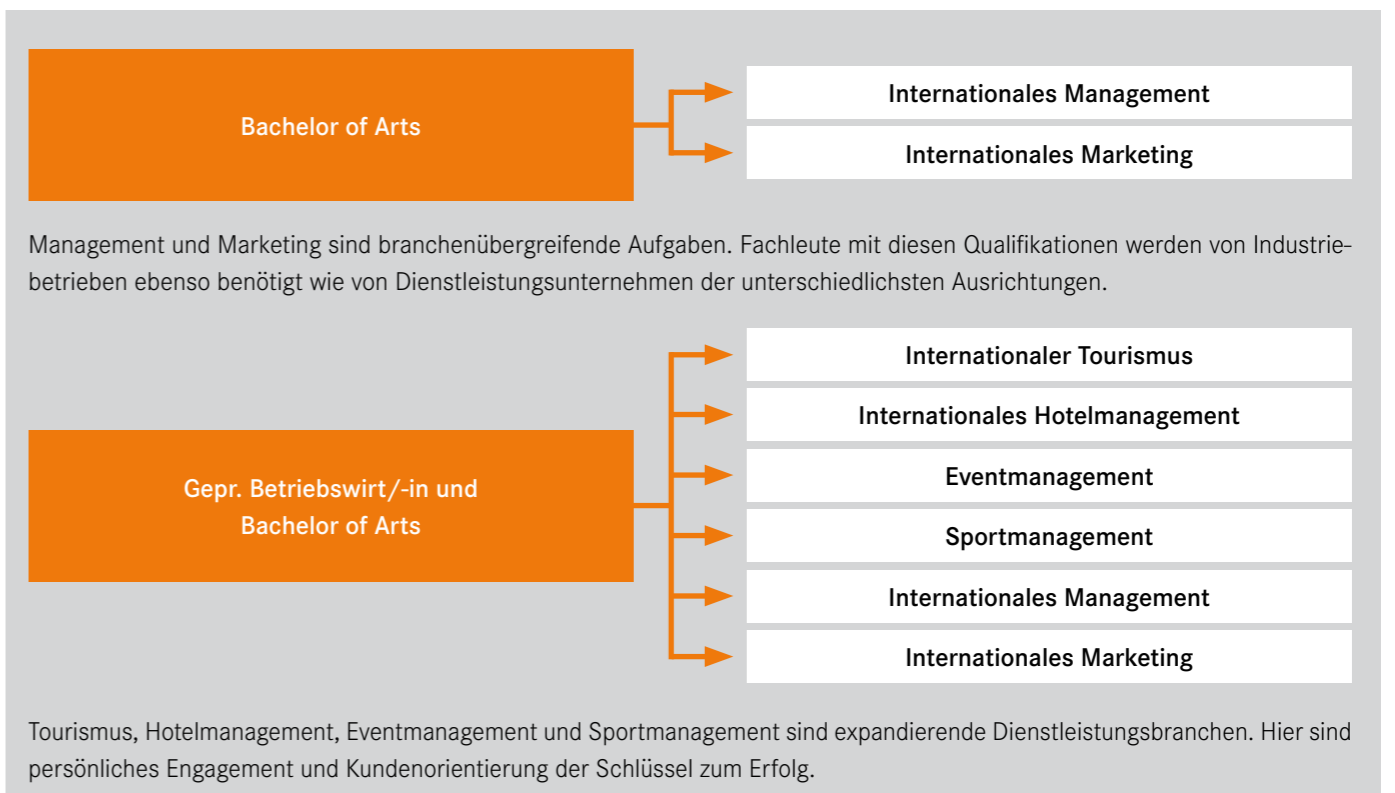 Bachelor of Arts
Internationales Management
Internationales Marketing
Management und Marketing sind branchenübergreifende Aufgaben. Fachleute mit diesen Qualifikationen werden von Industrie-
betrieben ebenso benötigt wie von Dienstleistungsunternehmen der unterschiedlichsten Ausrichtungen.
Gepr. Betriebswirt/-in und
Bachelor of Arts
Internationaler Tourismus
Internationales Hotelmanagement
Eventmanagement
Sportmanagement
Internationales Management
Internationales Marketing
Tourismus, Hotelmanagement, Eventmanagement und Sportmanagement sind expandierende Dienstleistungsbranchen. Hier sind
persönliches Engagement und Kundenorientierung der Schlüssel zum Erfolg.